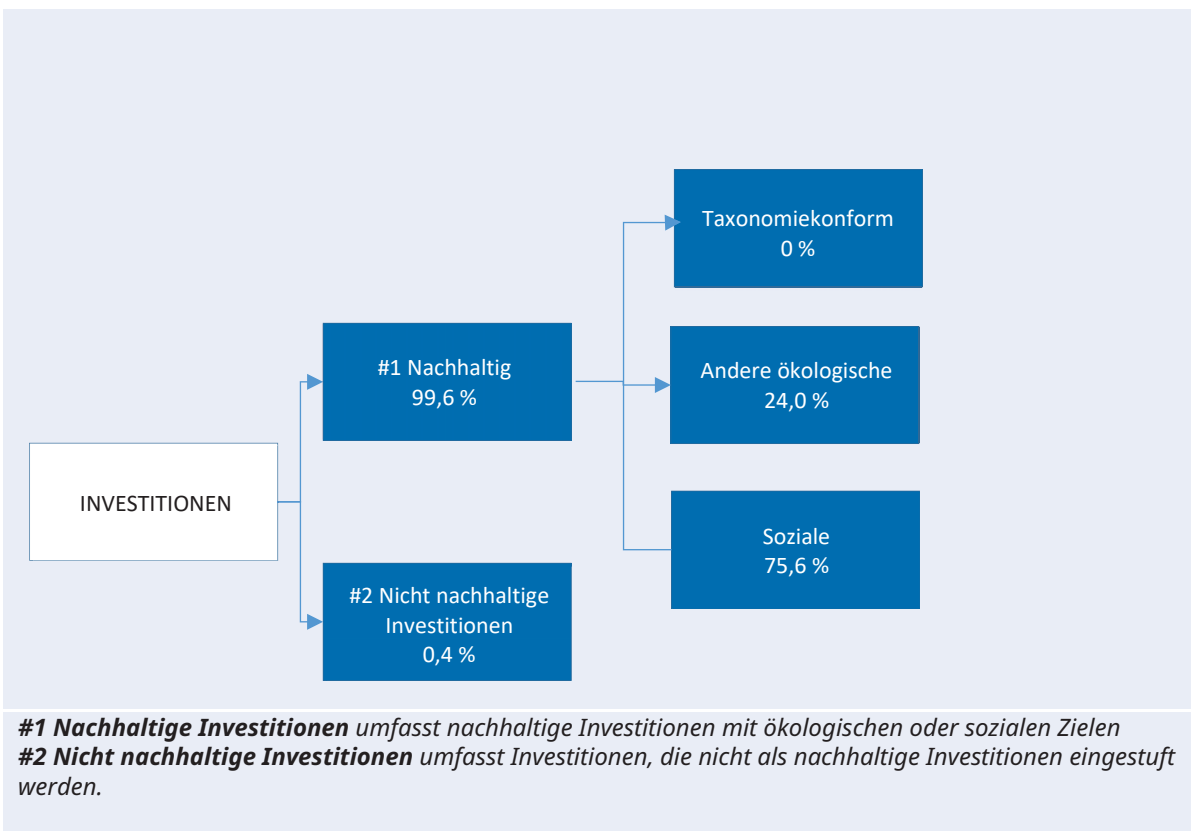 Taxonomiekonform
0 %
#1 Nachhaltig
99,6 %
Andere ökologische
24,0 %
INVESTITIONEN
Soziale
75,6 %
#2 Nicht nachhaltige
Investitionen
0,4 %
#1 Nachhaltige Investitionen umfasst nachhaltige Investitionen mit ökologischen oder sozialen Zielen
#2 Nicht nachhaltige Investitionen umfasst Investitionen, die nicht als nachhaltige Investitionen eingestuft
werden.